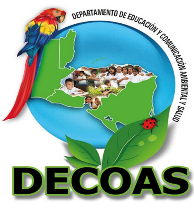 DEPARTAMENTO DE EDUCACIÓN Y COMUNICACIÓN AMBIENTAL Y SALUD
DECOAS